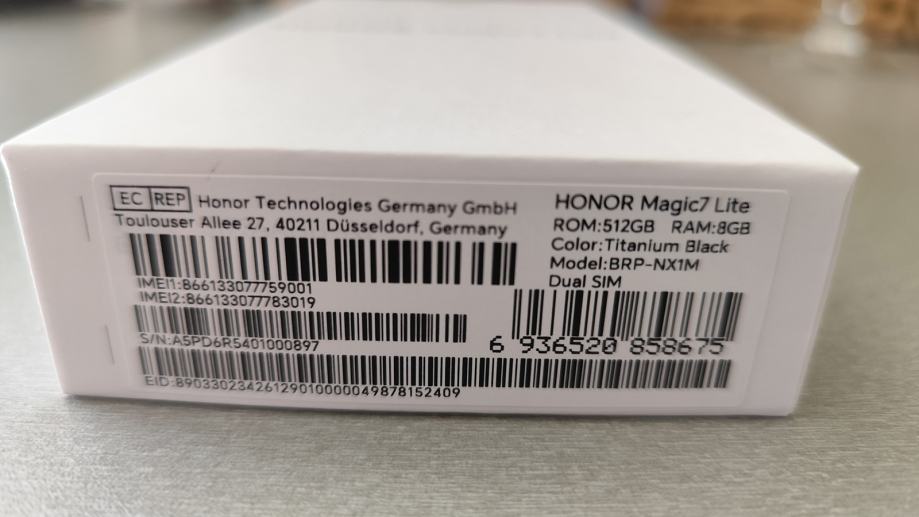 EC REP Honor Technologies Germany GmbH
Toulouser Allee 27, 40211 Düsseldorf, Germany
IMEI1:866133077759001
IMEI2:866133077783019
S/N:A5PD6R5401000897
EID:89033023426129010000049878152409
HONOR Magic7 Lite
ROM:512GB RAM:8GB
Color:Titanium Black
Model:BRP-NX1M
Dual SIM
6 936520 858675